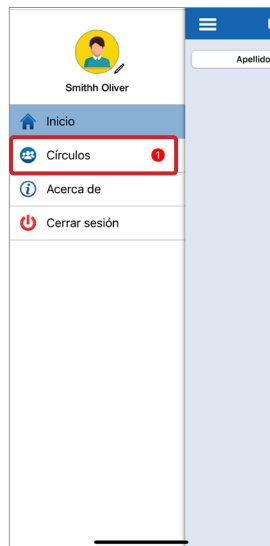 Smithh Oliver
Inicio
Círculos 1
Acerca de
Cerrar sesión
Apellido